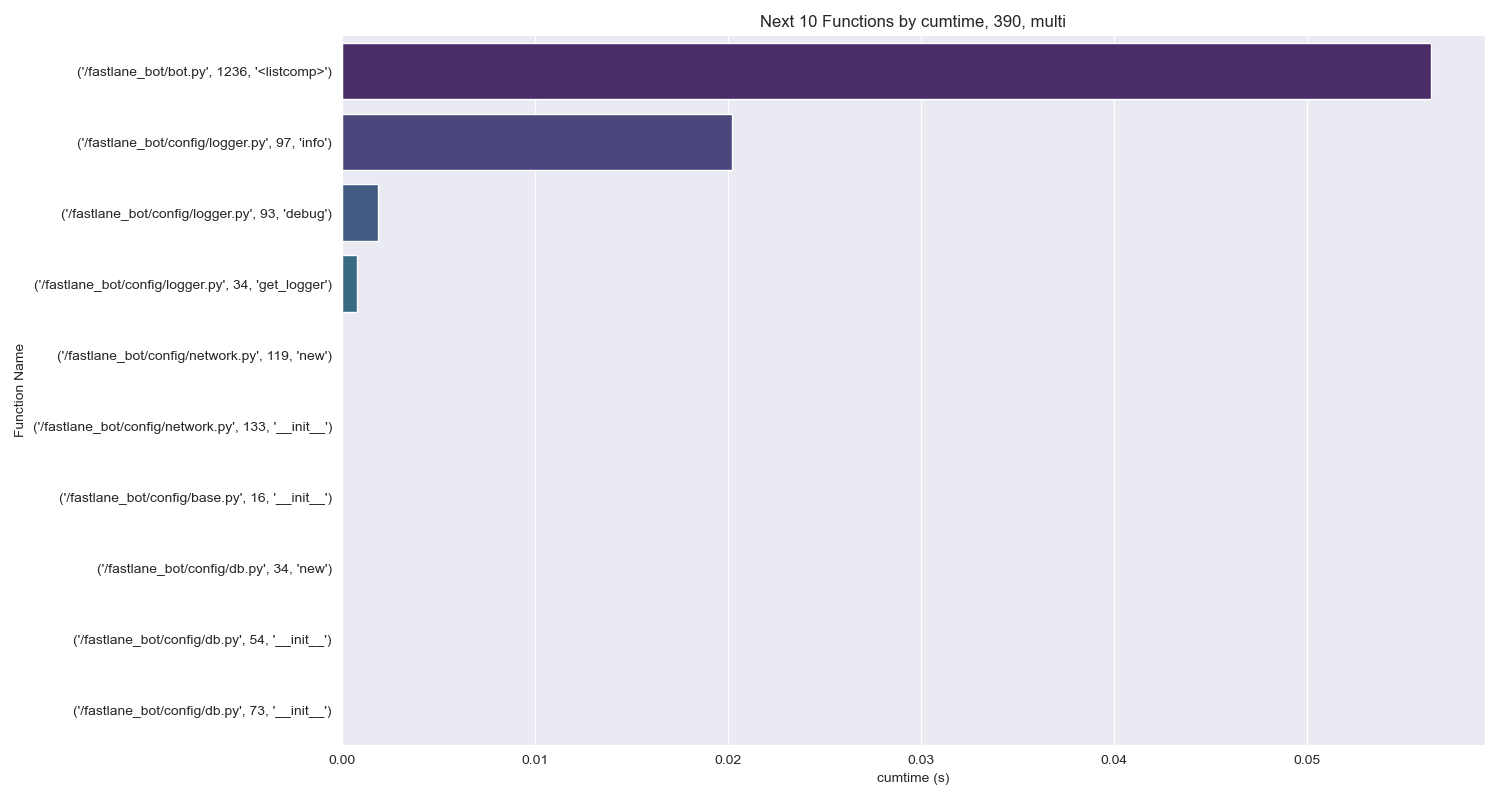 Next 10 Functions by cumtime, 390, multi
('/fastlane_bot/bot.py', 1236, '<listcomp>')
('/fastlane_bot/config/logger.py', 97, 'info')
('/fastlane_bot/config/logger.py', 93, 'debug')
('/fastlane_bot/config/logger.py', 34, 'get_logger')
('/fastlane_bot/config/network.py', 119, 'new')
('/fastlane_bot/config/network.py', 133, '__init__')
('/fastlane_bot/config/base.py', 16, '__init__')
('/fastlane_bot/config/db.py', 34, 'new')
('/fastlane_bot/config/db.py', 54, '__init__')
('/fastlane_bot/config/db.py', 73, '__init__')
Function Name
0.00 0.01 0.02 0.03 0.04 0.05
cumtime (s)